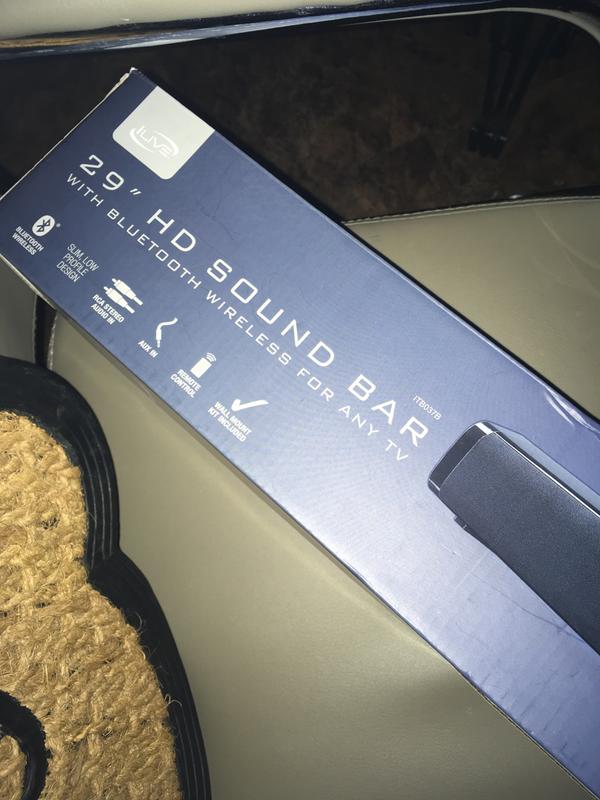 iLIVE
29" HD SOUND BAR
WITH BLUETOOTH WIRELESS FOR ANY TV
BLUETOOTH
WIRELESS
SLIM, LOW
PROFILE
DESIGN
RCA STEREO
AUDIO IN
AUX IN
REMOTE
CONTROL
WALL MOUNT
KIT INCLUDED
ITB037B